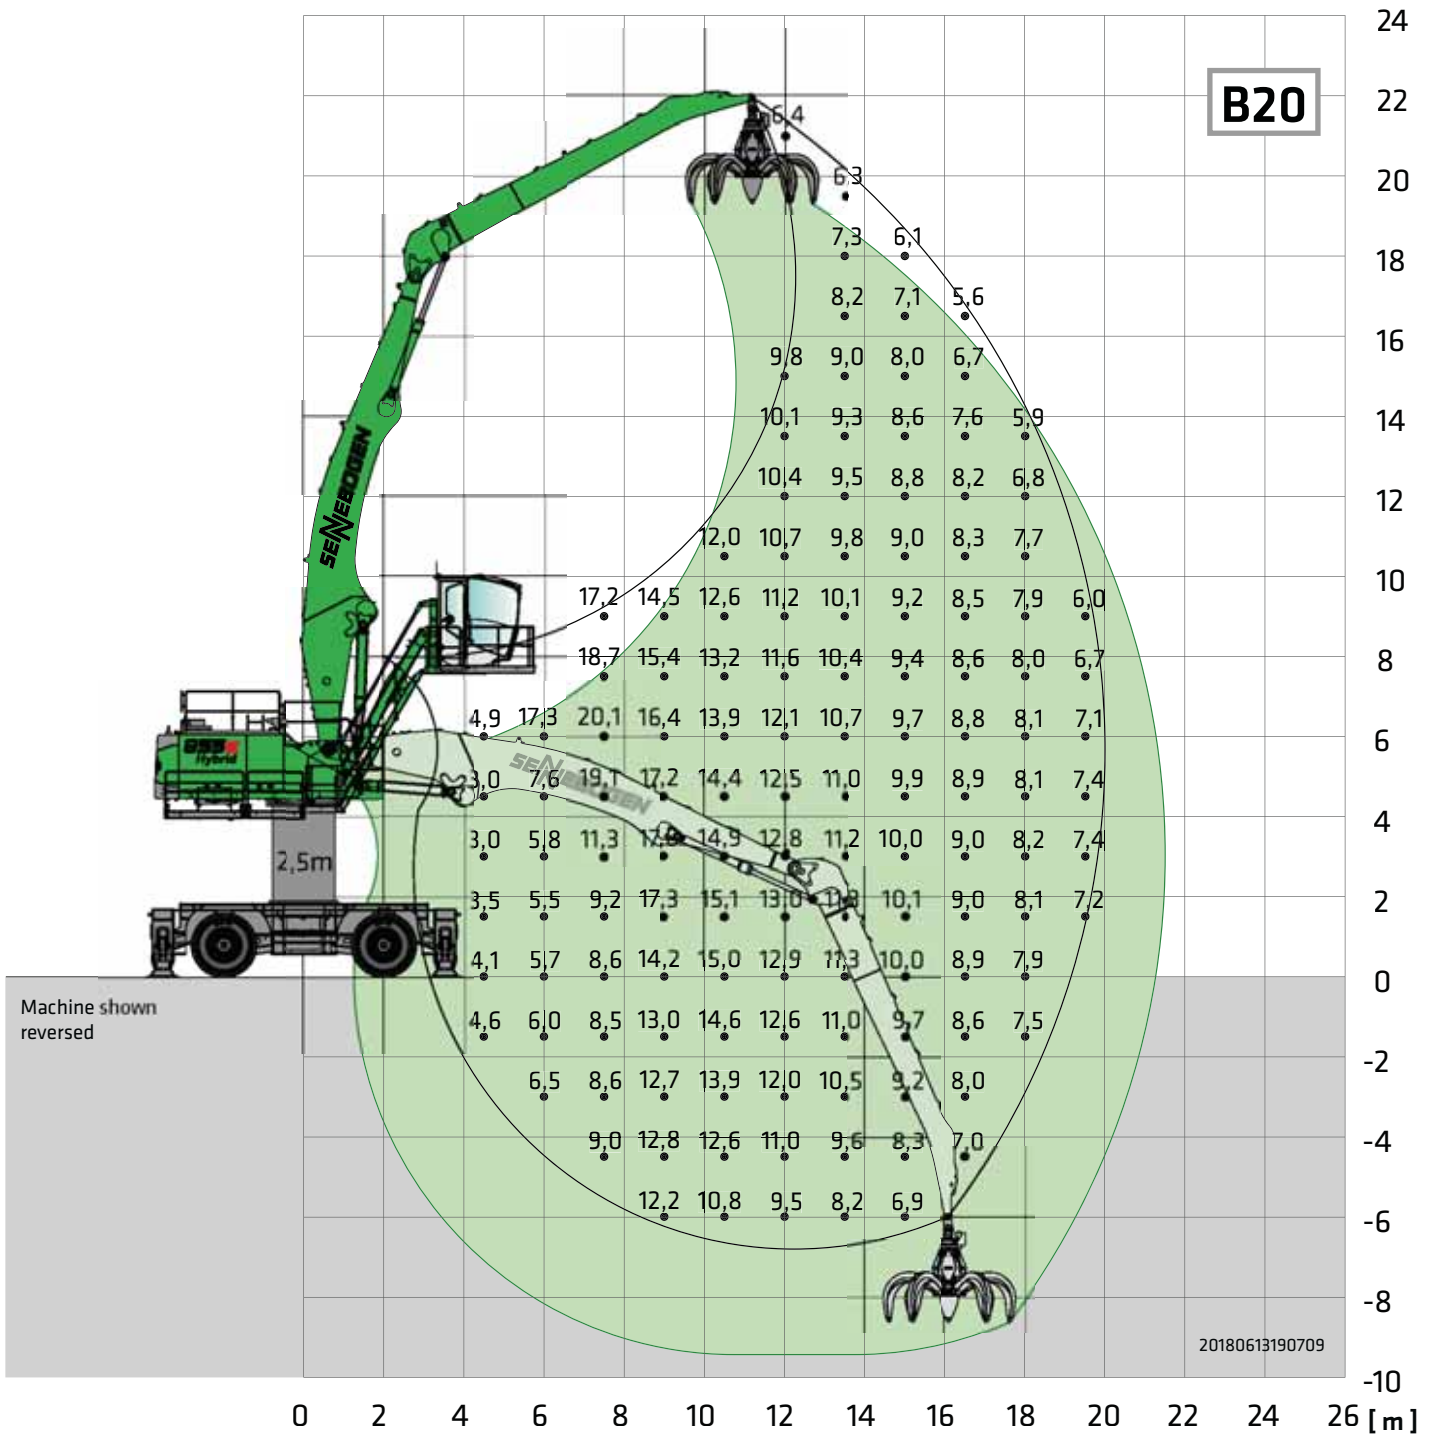 24
22
B20
6,4
20
6,3
7,3 6,1
18
8,2 7,1 5,6
16
9,8 9,0 8,0 6,7
14
10,1 9,3 8,6 7,6 5,9
10,4 9,5 8,8 8,2 6,8
12
SENNEBOGEN
12,0 10,7 9,8 9,0 8,3 7,7
10
17,2 14,5 12,6 11,2 10,1 9,2 8,5 7,9 6,0
8
18,7 15,4 13,2 11,6 10,4 9,4 8,6 8,0 6,7
4,9 17,3 20,1 16,4 13,9 12,1 10,7 9,7 8,8 8,1 7,1
6
855E
Hybrid
SENNEBOGEN
3,0 7,6 19,1 17,2 14,4 12,5 11,0 9,9 8,9 8,1 7,4
4
3,0 5,8 11,3 14,9 12,8 11,2 10,0 9,0 8,2 7,4
2,5m
2
3,5 5,5 9,2 17,3 15,1 13,0 11,3 10,1 9,0 8,1 7,2
4,1 5,7 8,6 14,2 15,0 12,9 11,3 10,0 8,9 7,9
0
Machine shown
reversed
4,6 6,0 8,5 13,0 14,6 12,6 11,0 9,7 8,6 7,5
-2
6,5 8,6 12,7 13,9 12,0 10,5 9,2 8,0
-4
9,0 12,8 12,6 11,0 9,6 8,3 7,0
12,2 10,8 9,5 8,2 6,9
-6
-8
20180613190709
-10
0 2 4 6 8 10 12 14 16 18 20 22 24 26 [ m ]